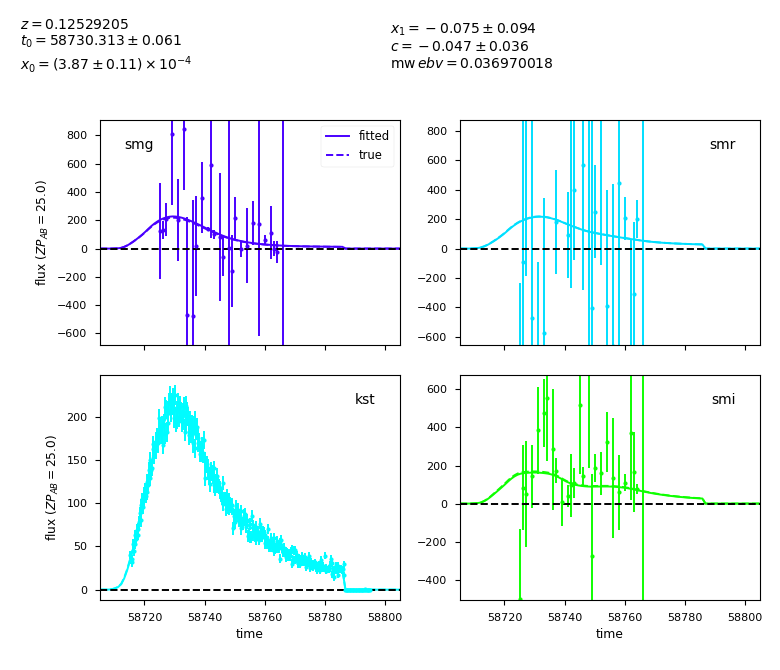 z = 0.12529205
t₀ = 58730.313 ± 0.061
x₀ = (3.87 ± 0.11) × 10⁻⁴
x₁ = −0.075 ± 0.094
c = −0.047 ± 0.036
mw ebv = 0.036970018
smg
fitted
true
800
600
400
200
0
−200
−400
−600
flux (ZP_AB = 25.0)
smr
800
600
400
200
0
−200
−400
−600
kst
200
150
100
50
0
flux (ZP_AB = 25.0)
58720 58740 58760 58780 58800
time
smi
600
400
200
0
−200
−400
58720 58740 58760 58780 58800
time